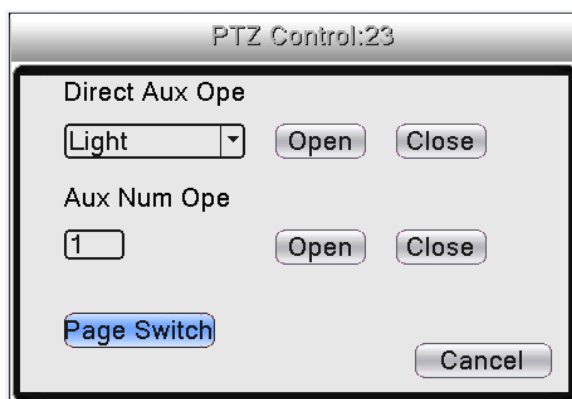 PTZ Control:23
Direct Aux Ope
Light Open Close
Aux Num Ope
1 Open Close
Page Switch
Cancel